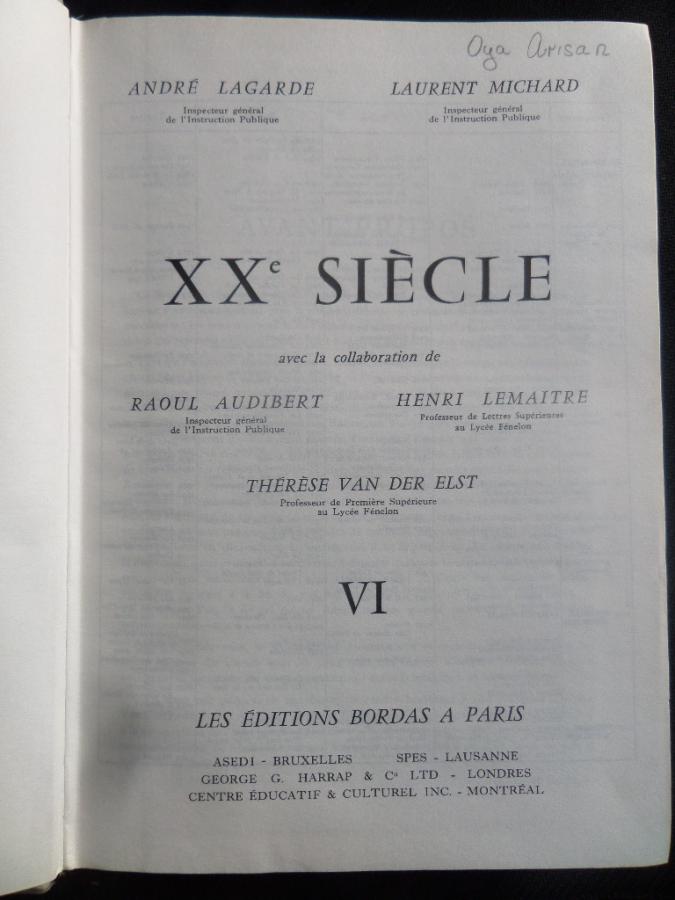 Oya Arısan
ANDRÉ LAGARDE
Inspecteur général
de l'Instruction Publique
LAURENT MICHARD
Inspecteur général
de l'Instruction Publique
XXe SIÈCLE
avec la collaboration de
RAOUL AUDIBERT
Inspecteur général
de l'Instruction Publique
HENRI LEMAITRE
Professeur de Lettres Supérieures
au Lycée Fénelon
THÉRÈSE VAN DER ELST
Professeur de Première Supérieure
au Lycée Fénelon
VI
LES ÉDITIONS BORDAS A PARIS
ASEDI - BRUXELLES SPES - LAUSANNE
GEORGE G. HARRAP & Co LTD - LONDRES
CENTRE ÉDUCATIF & CULTUREL INC. - MONTRÉAL